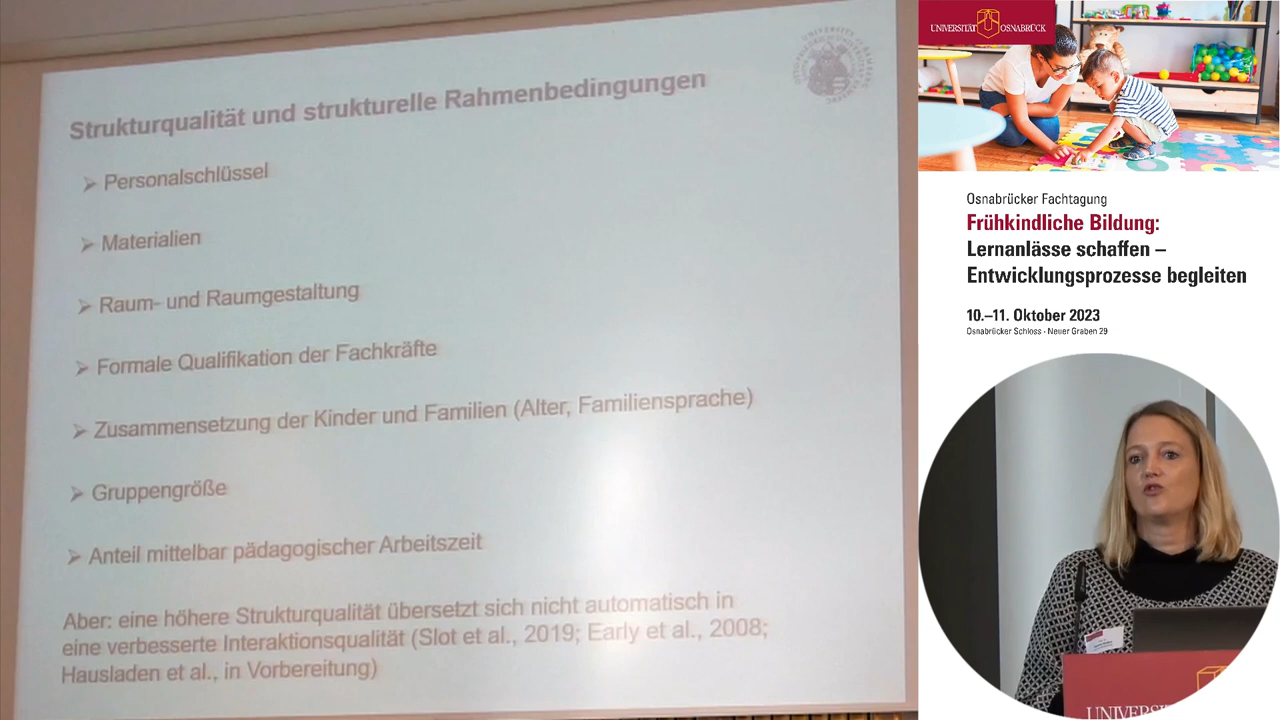 Strukturqualität und strukturelle Rahmenbedingungen
➢ Personalschlüssel
➢ Materialien
➢ Raum- und Raumgestaltung
➢ Formale Qualifikation der Fachkräfte
➢ Zusammensetzung der Kinder und Familien (Alter, Familiensprache)
➢ Gruppengröße
➢ Anteil mittelbar pädagogischer Arbeitszeit
Aber: eine höhere Strukturqualität übersetzt sich nicht automatisch in
eine verbesserte Interaktionsqualität (Slot et al., 2019; Early et al., 2008;
Hausladen et al., in Vorbereitung)
UNIVERSITÄT OSNABRÜCK
Osnabrücker Fachtagung
Frühkindliche Bildung:
Lernanlässe schaffen –
Entwicklungsprozesse begleiten
10.–11. Oktober 2023
Osnabrücker Schloss · Neuer Graben 29
UNIVERSI